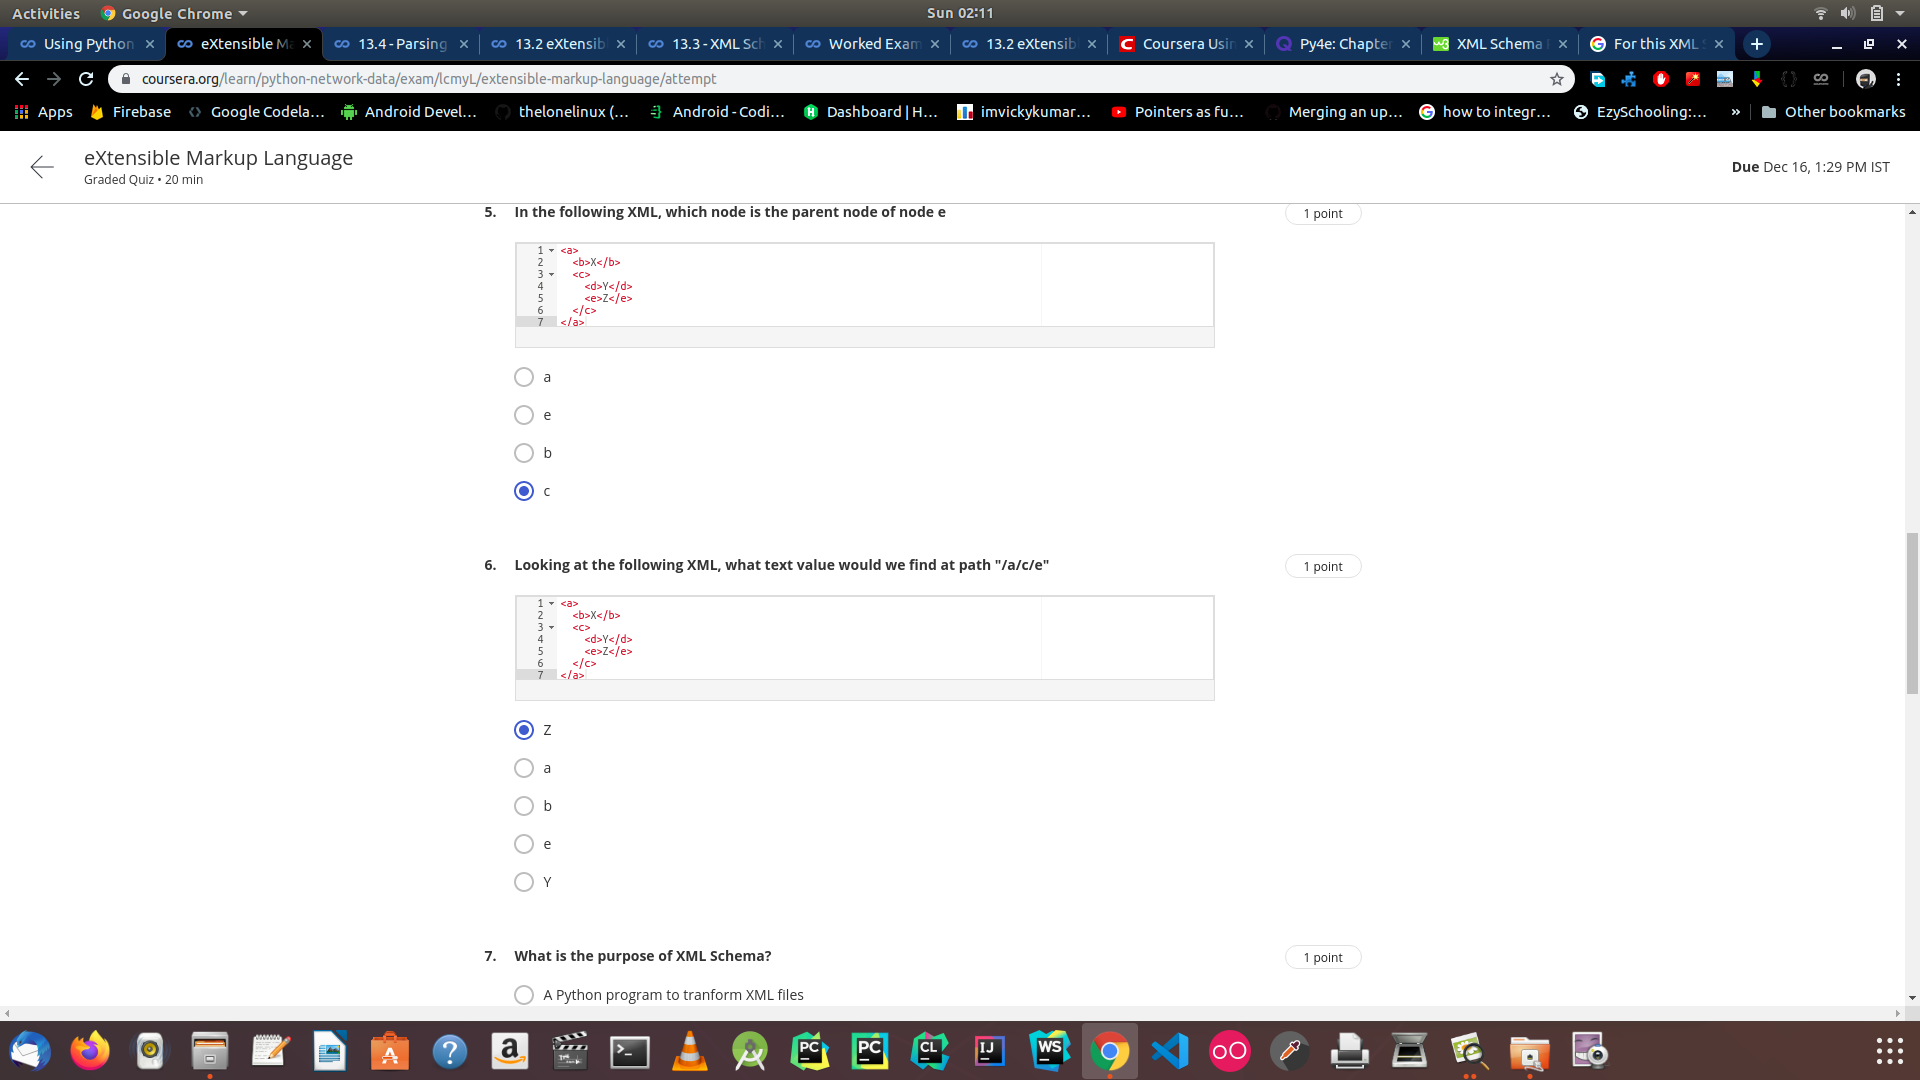 Activities Google Chrome Sun 02:11
Using Python eXtensible Ma 13.4 - Parsing 13.2 eXtensib 13.3 - XML Sch Worked Exam 13.2 eXtensib Coursera Usin Py4e: Chapte XML Schema For this XML
coursera.org/learn/python-network-data/exam/lcmyL/extensible-markup-language/attempt
Apps Firebase Google Codela... Android Devel... thelonelinux (... Android - Codi... Dashboard | H... imvickykumar... Pointers as fu... Merging an up... how to integr... EzySchooling:... » Other bookmarks
eXtensible Markup Language
Graded Quiz • 20 min
Due Dec 16, 1:29 PM IST
5. In the following XML, which node is the parent node of node e
1 point
1 <a>
2 <b>X</b>
3 <c>
4 <d>Y</d>
5 <e>Z</e>
6 </c>
7 </a>
a
e
b
c
6. Looking at the following XML, what text value would we find at path "/a/c/e"
1 point
1 <a>
2 <b>X</b>
3 <c>
4 <d>Y</d>
5 <e>Z</e>
6 </c>
7 </a>
Z
a
b
e
Y
7. What is the purpose of XML Schema?
1 point
A Python program to tranform XML files